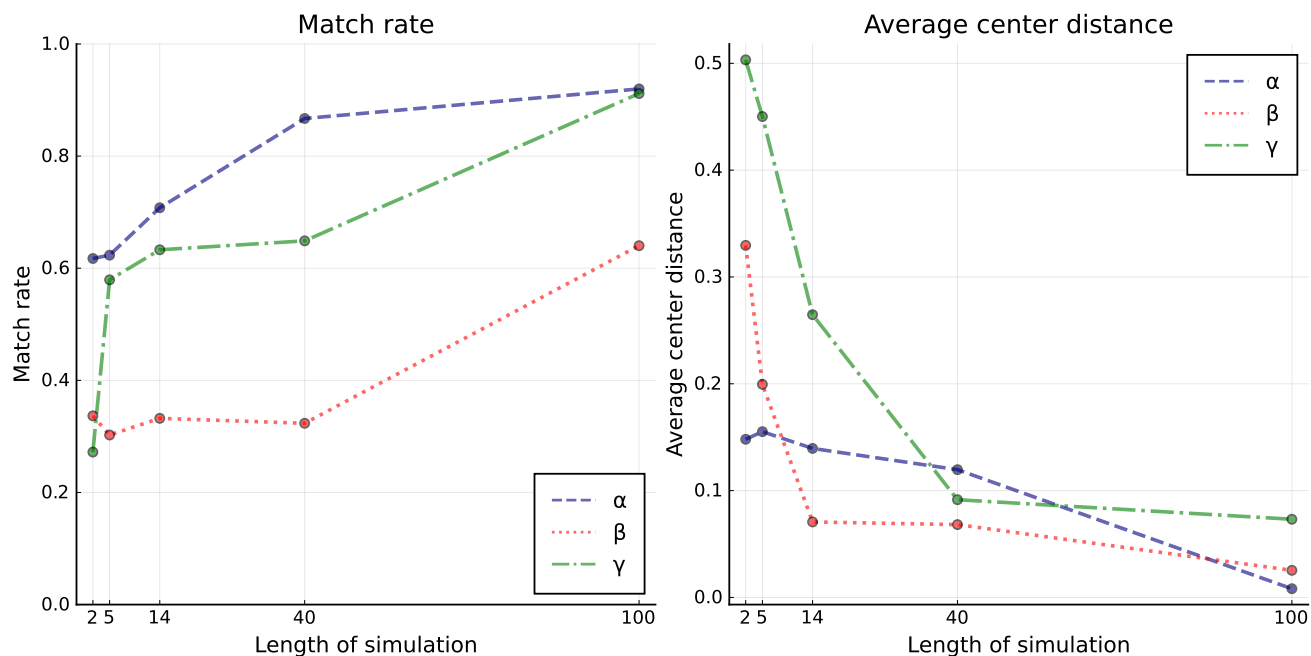 Match rate
Match rate
1.0
0.8
0.6
0.4
0.2
0.0
2 5 14 40 100
Length of simulation
α
β
γ
Average center distance
Average center distance
0.5
0.4
0.3
0.2
0.1
0.0
2 5 14 40 100
Length of simulation
α
β
γ